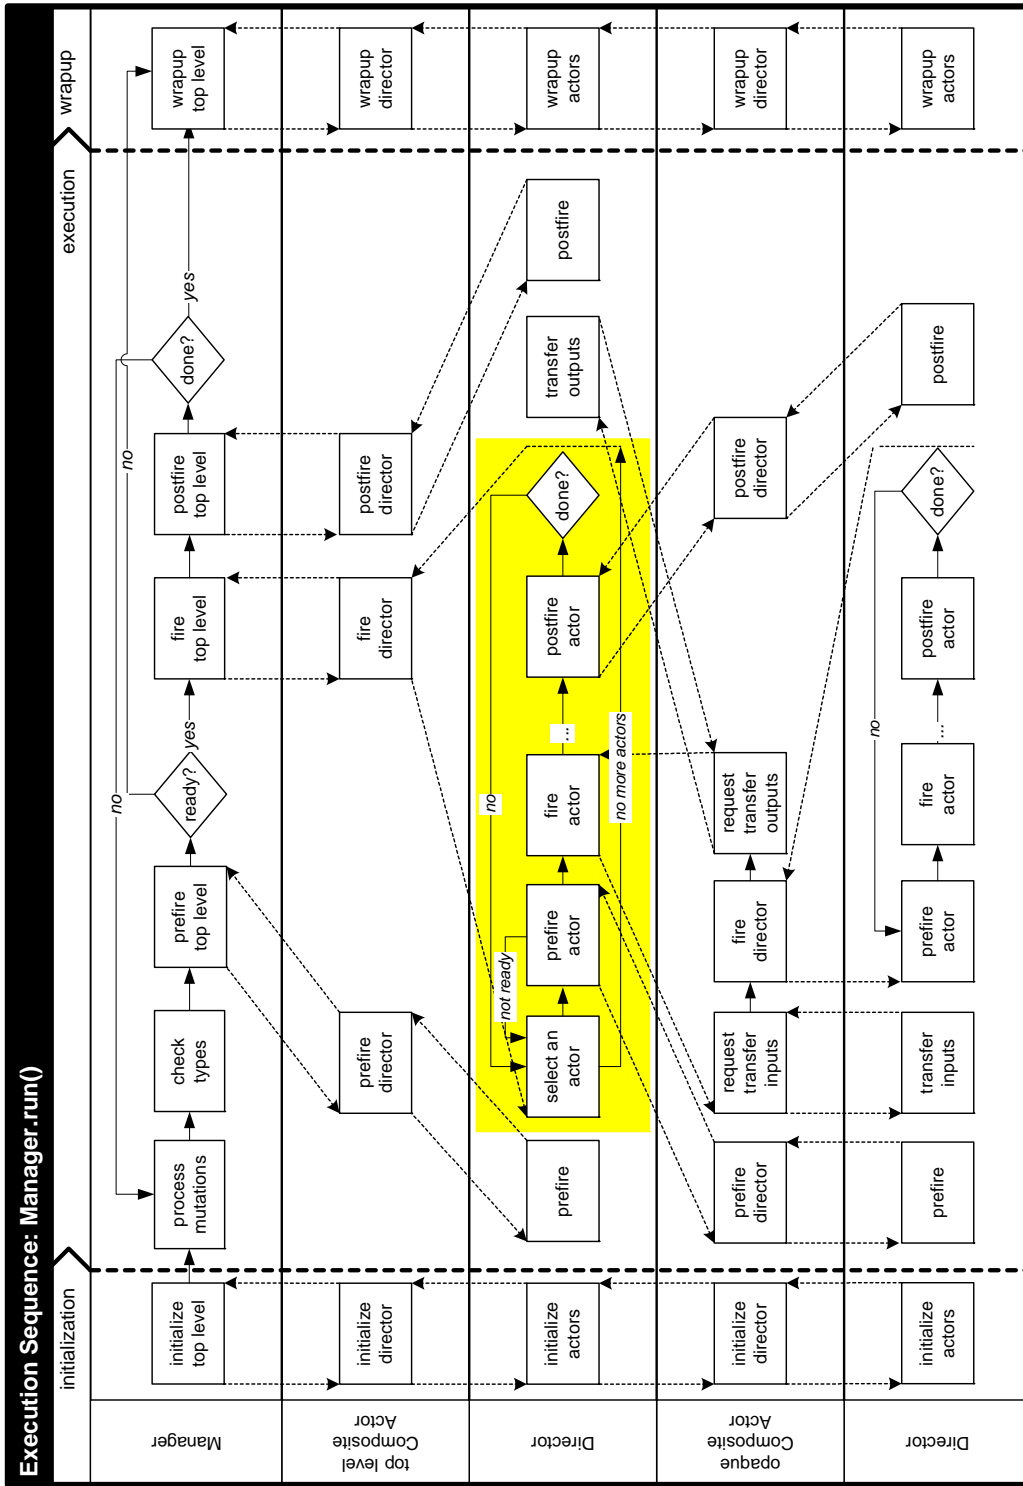 Execution Sequence: Manager.run()
initialization
execution
wrapup
Manager
initialize
top level
process
mutations
check
types
prefire
top level
ready?
yes
no
fire
top level
postfire
top level
done?
yes
no
wrapup
top level
top level
Composite
Actor
initialize
director
prefire
director
fire
director
postfire
director
wrapup
director
Director
initialize
actors
prefire
select an
actor
not ready
prefire
actor
fire
actor
...
postfire
actor
done?
no
no more actors
transfer
outputs
postfire
wrapup
actors
opaque
Composite
Actor
initialize
director
prefire
director
request
transfer
inputs
fire
director
request
transfer
outputs
postfire
director
wrapup
director
Director
initialize
actors
prefire
transfer
inputs
prefire
actor
fire
actor
...
postfire
actor
done?
no
postfire
wrapup
actors